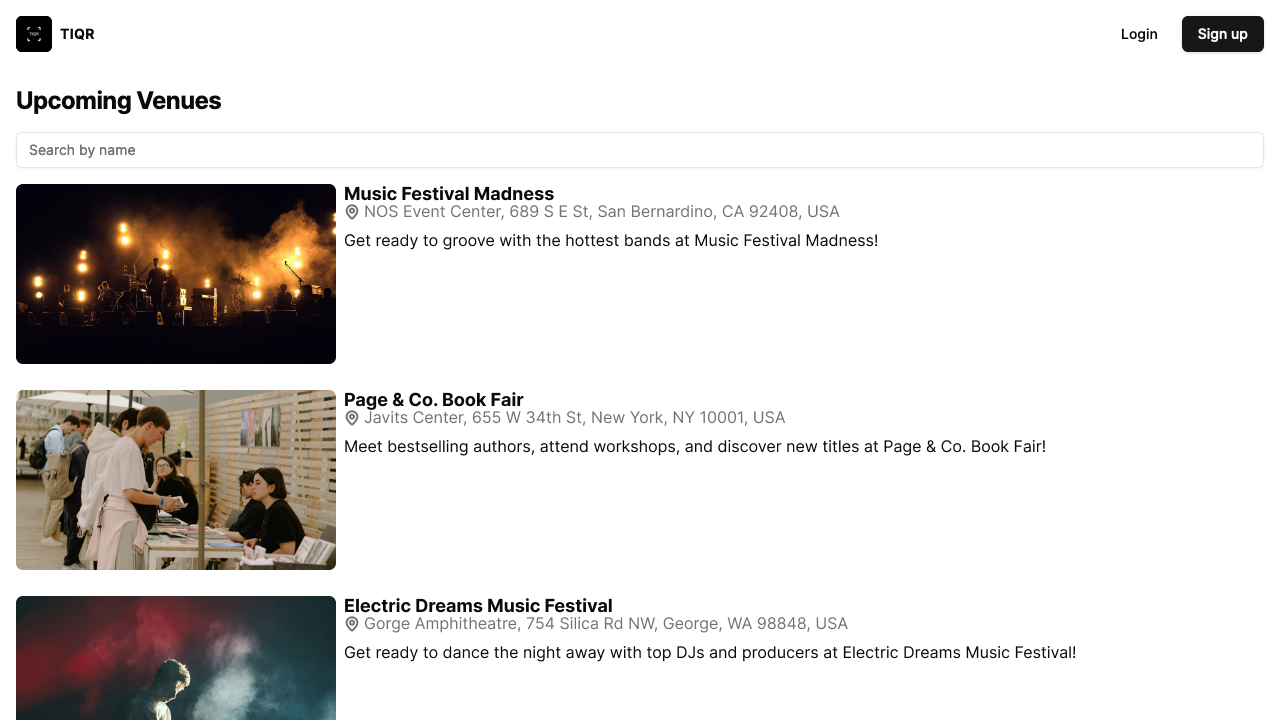 TIQR
TIQR
Login
Sign up
Upcoming Venues
Search by name
Music Festival Madness
NOS Event Center, 689 S E St, San Bernardino, CA 92408, USA
Get ready to groove with the hottest bands at Music Festival Madness!
Page & Co. Book Fair
Javits Center, 655 W 34th St, New York, NY 10001, USA
Meet bestselling authors, attend workshops, and discover new titles at Page & Co. Book Fair!
Electric Dreams Music Festival
Gorge Amphitheatre, 754 Silica Rd NW, George, WA 98848, USA
Get ready to dance the night away with top DJs and producers at Electric Dreams Music Festival!